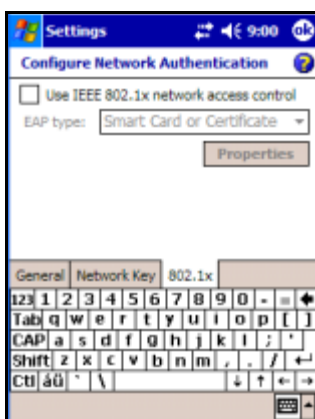 Settings 9:00 ok
Configure Network Authentication ?
Use IEEE 802.1x network access control
EAP type: Smart Card or Certificate
Properties
General Network Key 802.1x
123 1 2 3 4 5 6 7 8 9 0 - =
Tab q w e r t y u i o p [ ]
CAP a s d f g h j k l ; '
Shift z x c v b n m , . /
Ctl áü ` \